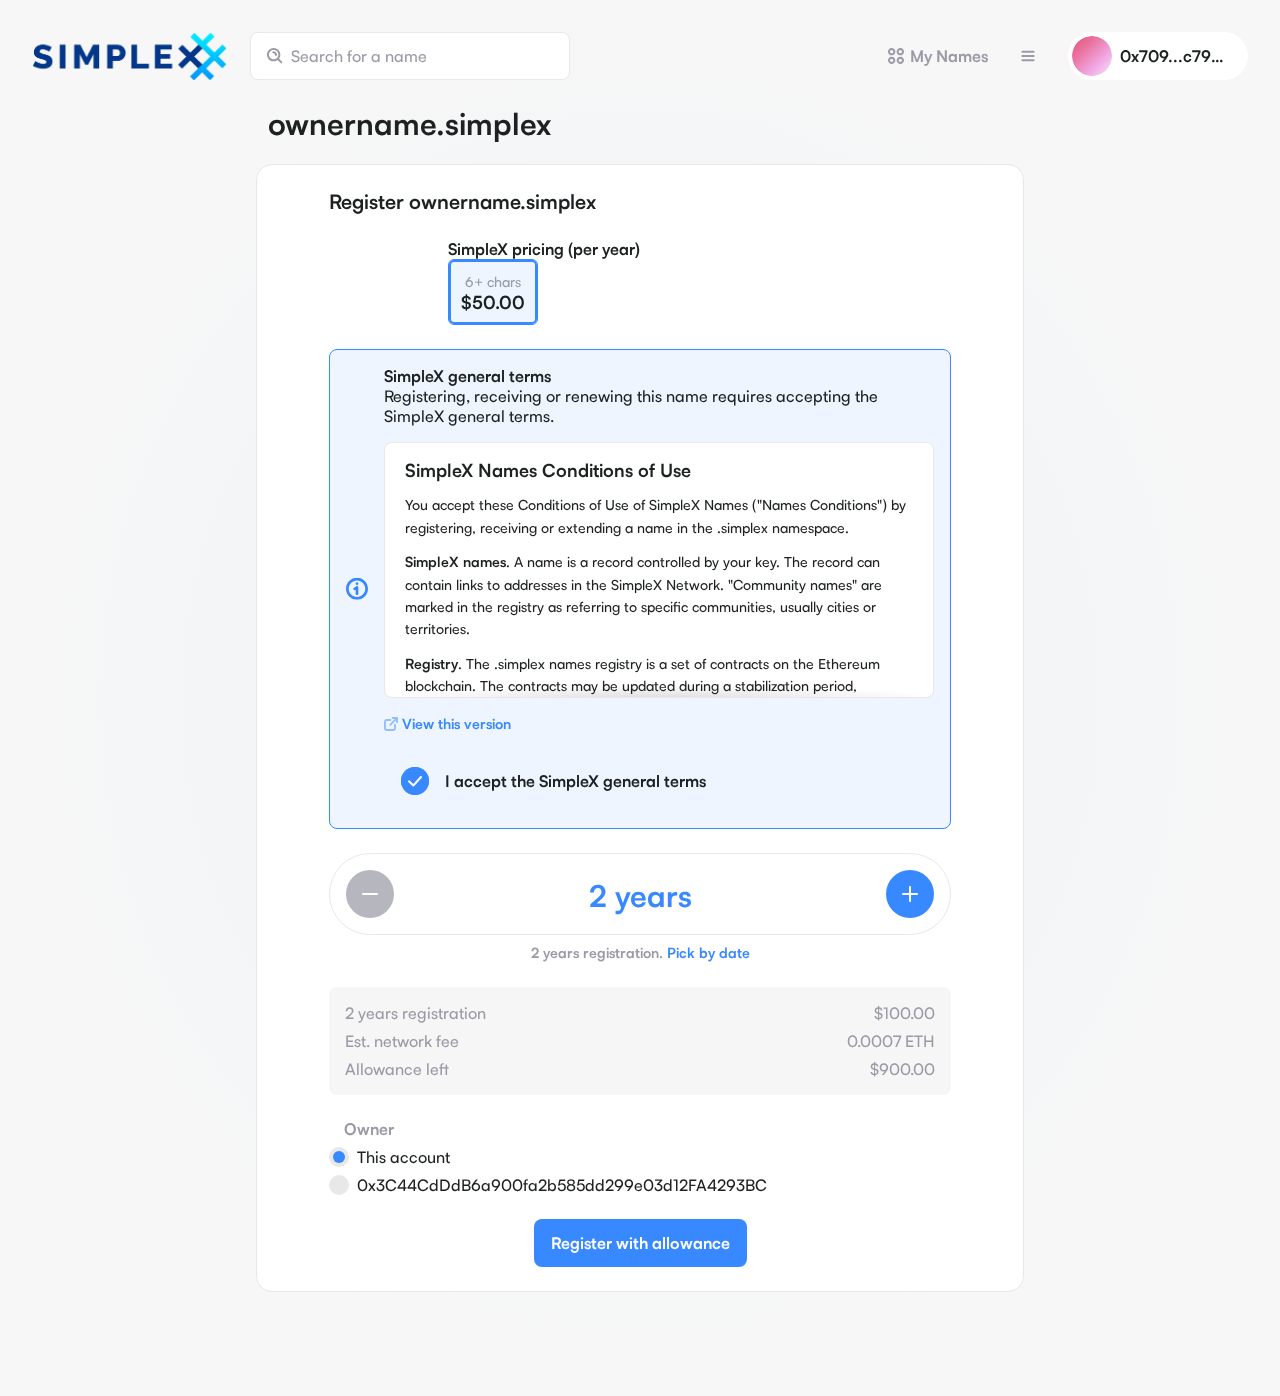 SIMPLEX
Search for a name
My Names
0x709...c79...
ownername.simplex
Register ownername.simplex
SimpleX pricing (per year)
6+ chars
$50.00
SimpleX general terms
Registering, receiving or renewing this name requires accepting the
SimpleX general terms.
SimpleX Names Conditions of Use
You accept these Conditions of Use of SimpleX Names ("Names Conditions") by
registering, receiving or extending a name in the .simplex namespace.
SimpleX names. A name is a record controlled by your key. The record can
contain links to addresses in the SimpleX Network. "Community names" are
marked in the registry as referring to specific communities, usually cities or
territories.
Registry. The .simplex names registry is a set of contracts on the Ethereum
blockchain. The contracts may be updated during a stabilization period,
View this version
I accept the SimpleX general terms
2 years
2 years registration. Pick by date
2 years registration $100.00
Est. network fee 0.0007 ETH
Allowance left $900.00
Owner
This account
0x3C44CdDdB6a900fa2b585dd299e03d12FA4293BC
Register with allowance